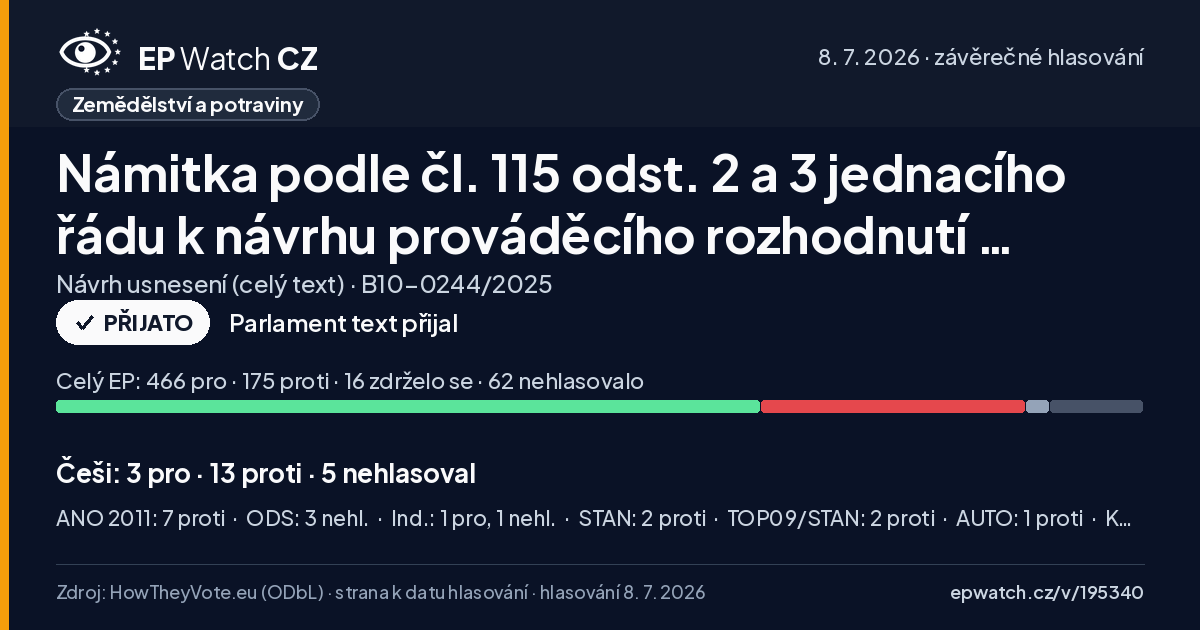 EP Watch CZ
8. 7. 2026 · závěrečné hlasování
Zemědělství a potraviny
Námitka podle čl. 115 odst. 2 a 3 jednacího
řádu k návrhu prováděcího rozhodnutí …
Návrh usnesení (celý text) · B10–0244/2025
✓ PŘIJATO Parlament text přijal
Celý EP: 466 pro · 175 proti · 16 zdrželo se · 62 nehlasovalo
Češi: 3 pro · 13 proti · 5 nehlasoval
ANO 2011: 7 proti · ODS: 3 nehl. · Ind.: 1 pro, 1 nehl. · STAN: 2 proti · TOP09/STAN: 2 proti · AUTO: 1 proti · K…
Zdroj: HowTheyVote.eu (ODbL) · strana k datu hlasování · hlasování 8. 7. 2026
epwatch.cz/v/195340